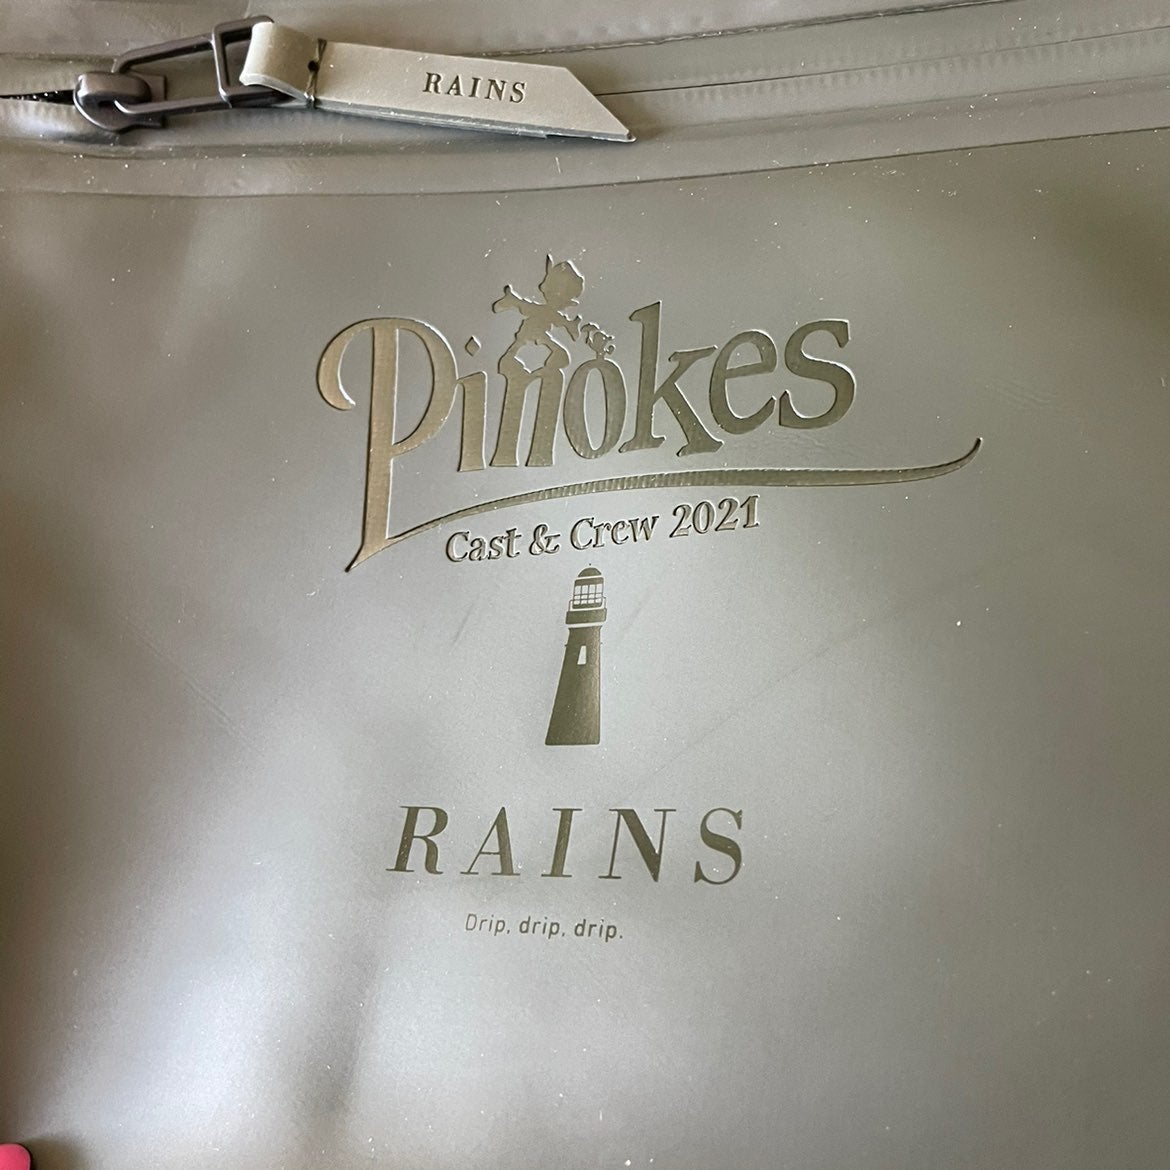 RAINS
Pinokes
Cast & Crew 2021
RAINS
Drip, drip, drip.